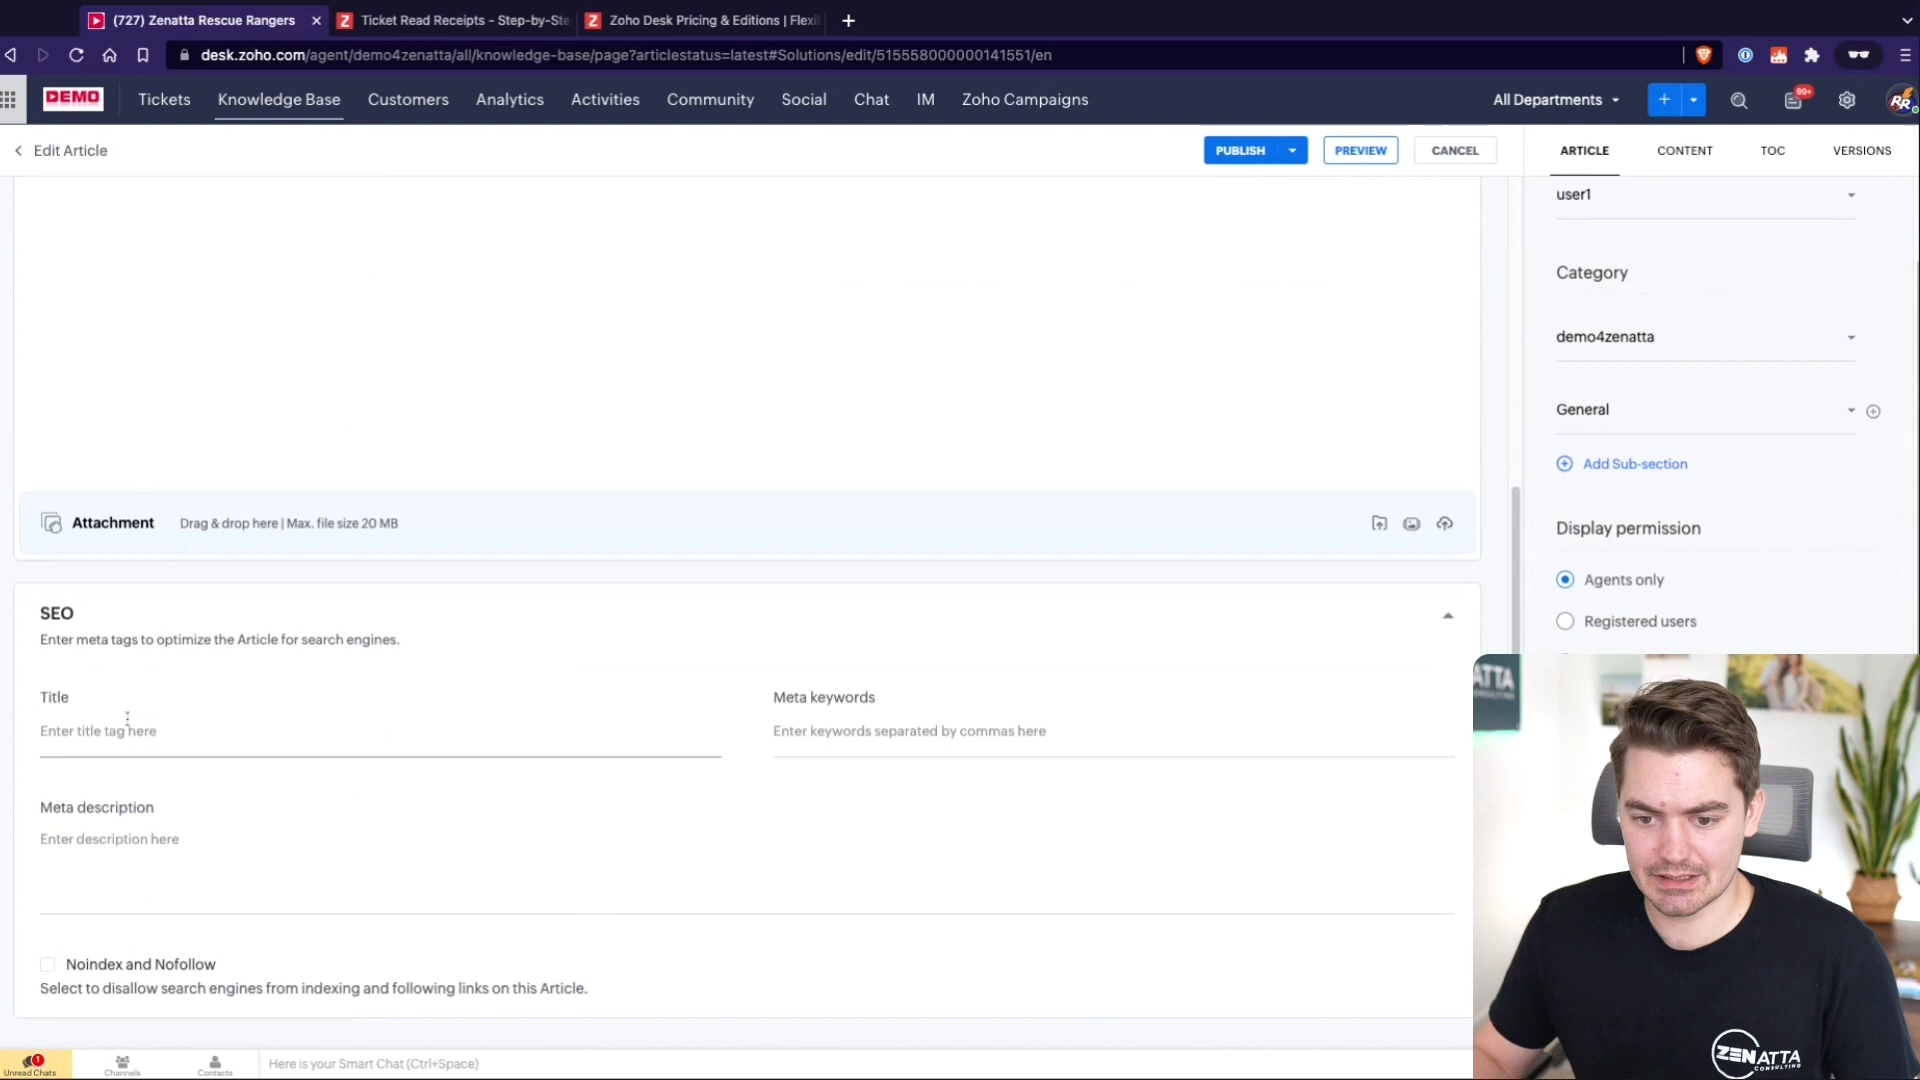 (727) Zenatta Rescue Rangers
Ticket Read Receipts - Step-by-Ste
Zoho Desk Pricing & Editions | Flexi
desk.zoho.com/agent/demo4zenatta/all/knowledge-base/page?articlestatus=latest#Solutions/edit/515558000000141551/en
DEMO
Tickets
Knowledge Base
Customers
Analytics
Activities
Community
Social
Chat
IM
Zoho Campaigns
All Departments
99+
RR
Edit Article
PUBLISH
PREVIEW
CANCEL
ARTICLE
CONTENT
TOC
VERSIONS
user1
Category
demo4zenatta
General
Add Sub-section
Attachment
Drag & drop here | Max. file size 20 MB
Display permission
Agents only
Registered users
SEO
Enter meta tags to optimize the Article for search engines.
Title
Enter title tag here
Meta keywords
Enter keywords separated by commas here
Meta description
Enter description here
Noindex and Nofollow
Select to disallow search engines from indexing and following links on this Article.
1
Unread Chats
Channels
Contacts
Here is your Smart Chat (Ctrl+Space)
ATTA
ZENATTA
CONSULTING